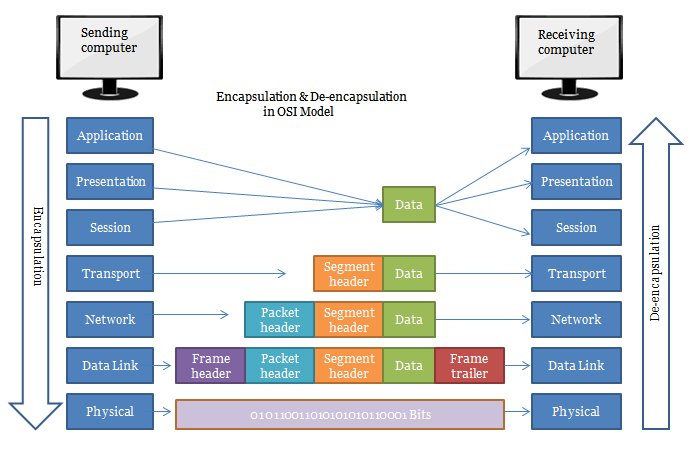 Sending
computer
Receiving
computer
Encapsulation & De-encapsulation
in OSI Model
Application
Application
Presentation
Presentation
Data
Session
Session
Encapsulation
De-encapsulation
Transport
Segment
header
Data
Transport
Network
Packet
header
Segment
header
Data
Network
Data Link
Frame
header
Packet
header
Segment
header
Data
Frame
trailer
Data Link
Physical
010110011010101010110001 Bits
Physical